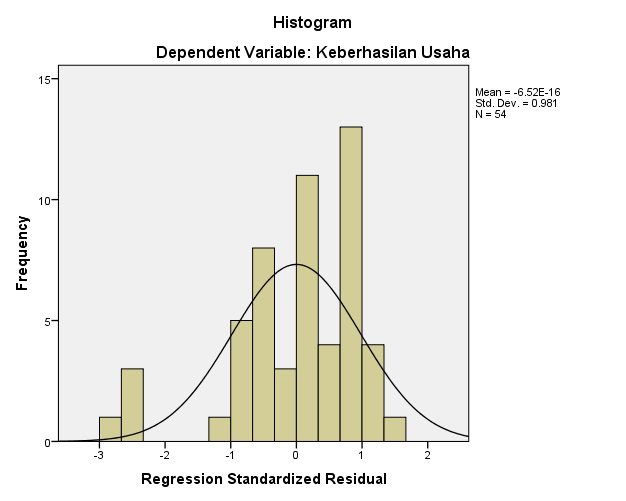 Histogram
Dependent Variable: Keberhasilan Usaha
Mean = -6.52E-16
Std. Dev. = 0.981
N = 54
Frequency
15
10
5
0
-3 -2 -1 0 1 2
Regression Standardized Residual